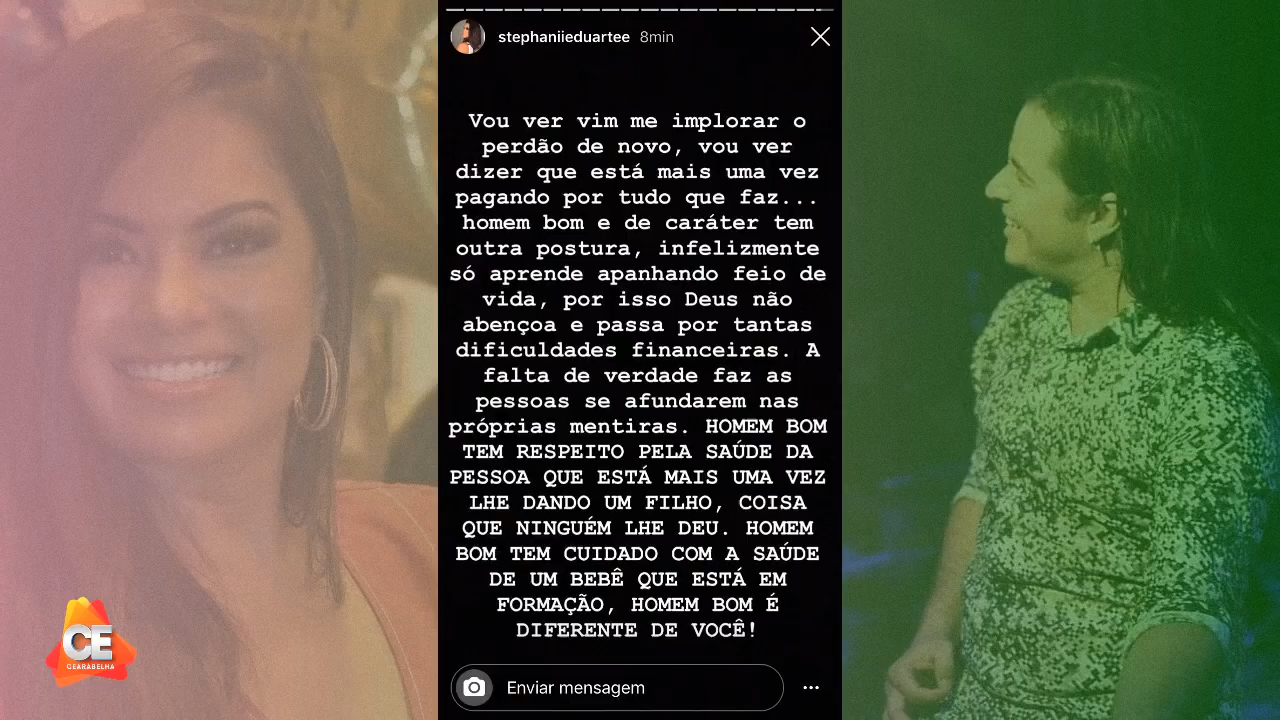 stephaniieduartee 8min
Vou ver vim me implorar o
perdão de novo, vou ver
dizer que está mais uma vez
pagando por tudo que faz...
homem bom e de caráter tem
outra postura, infelizmente
só aprende apanhando feio de
vida, por isso Deus não
abençoa e passa por tantas
dificuldades financeiras. A
falta de verdade faz as
pessoas se afundarem nas
próprias mentiras. HOMEM BOM
TEM RESPEITO PELA SAÚDE DA
PESSOA QUE ESTÁ MAIS UMA VEZ
LHE DANDO UM FILHO, COISA
QUE NINGUÉM LHE DEU. HOMEM
BOM TEM CUIDADO COM A SAÚDE
DE UM BEBÊ QUE ESTÁ EM
FORMAÇÃO, HOMEM BOM É
DIFERENTE DE VOCÊ!
Enviar mensagem
CE
CEARABELHA